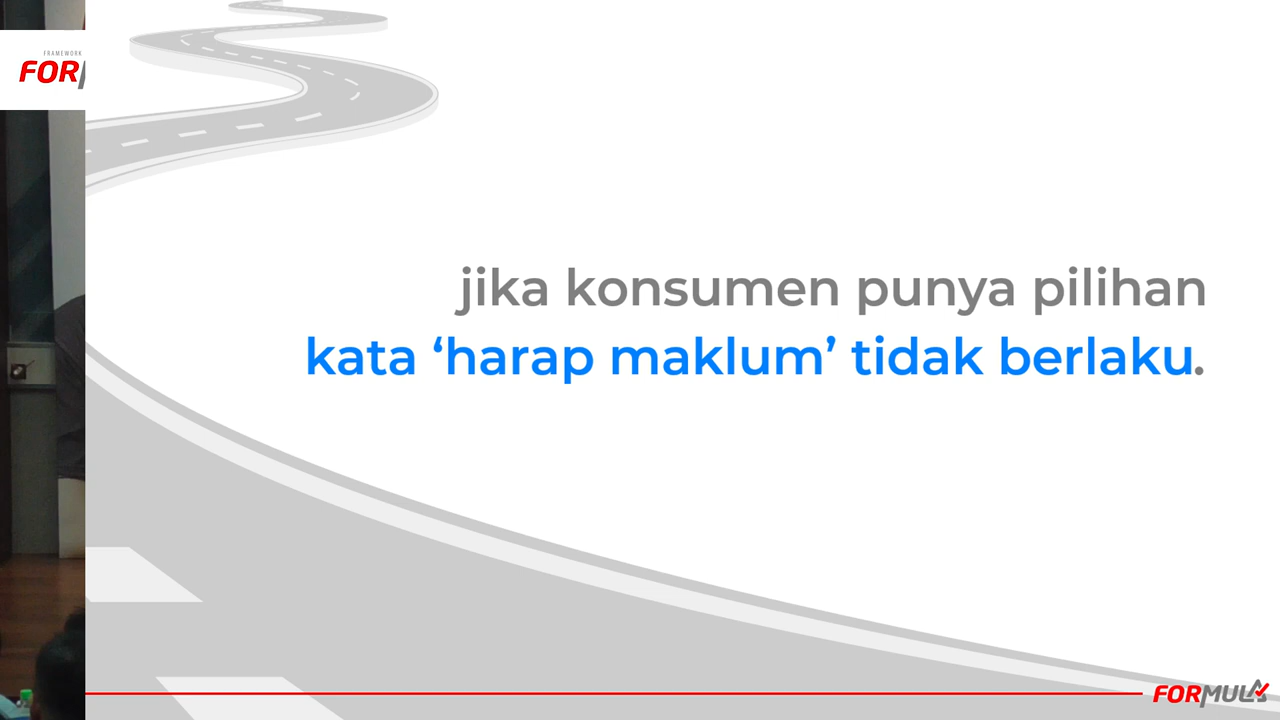 FRAMEWORK
FOR
jika konsumen punya pilihan
kata ‘harap maklum’ tidak berlaku.
FORMULA